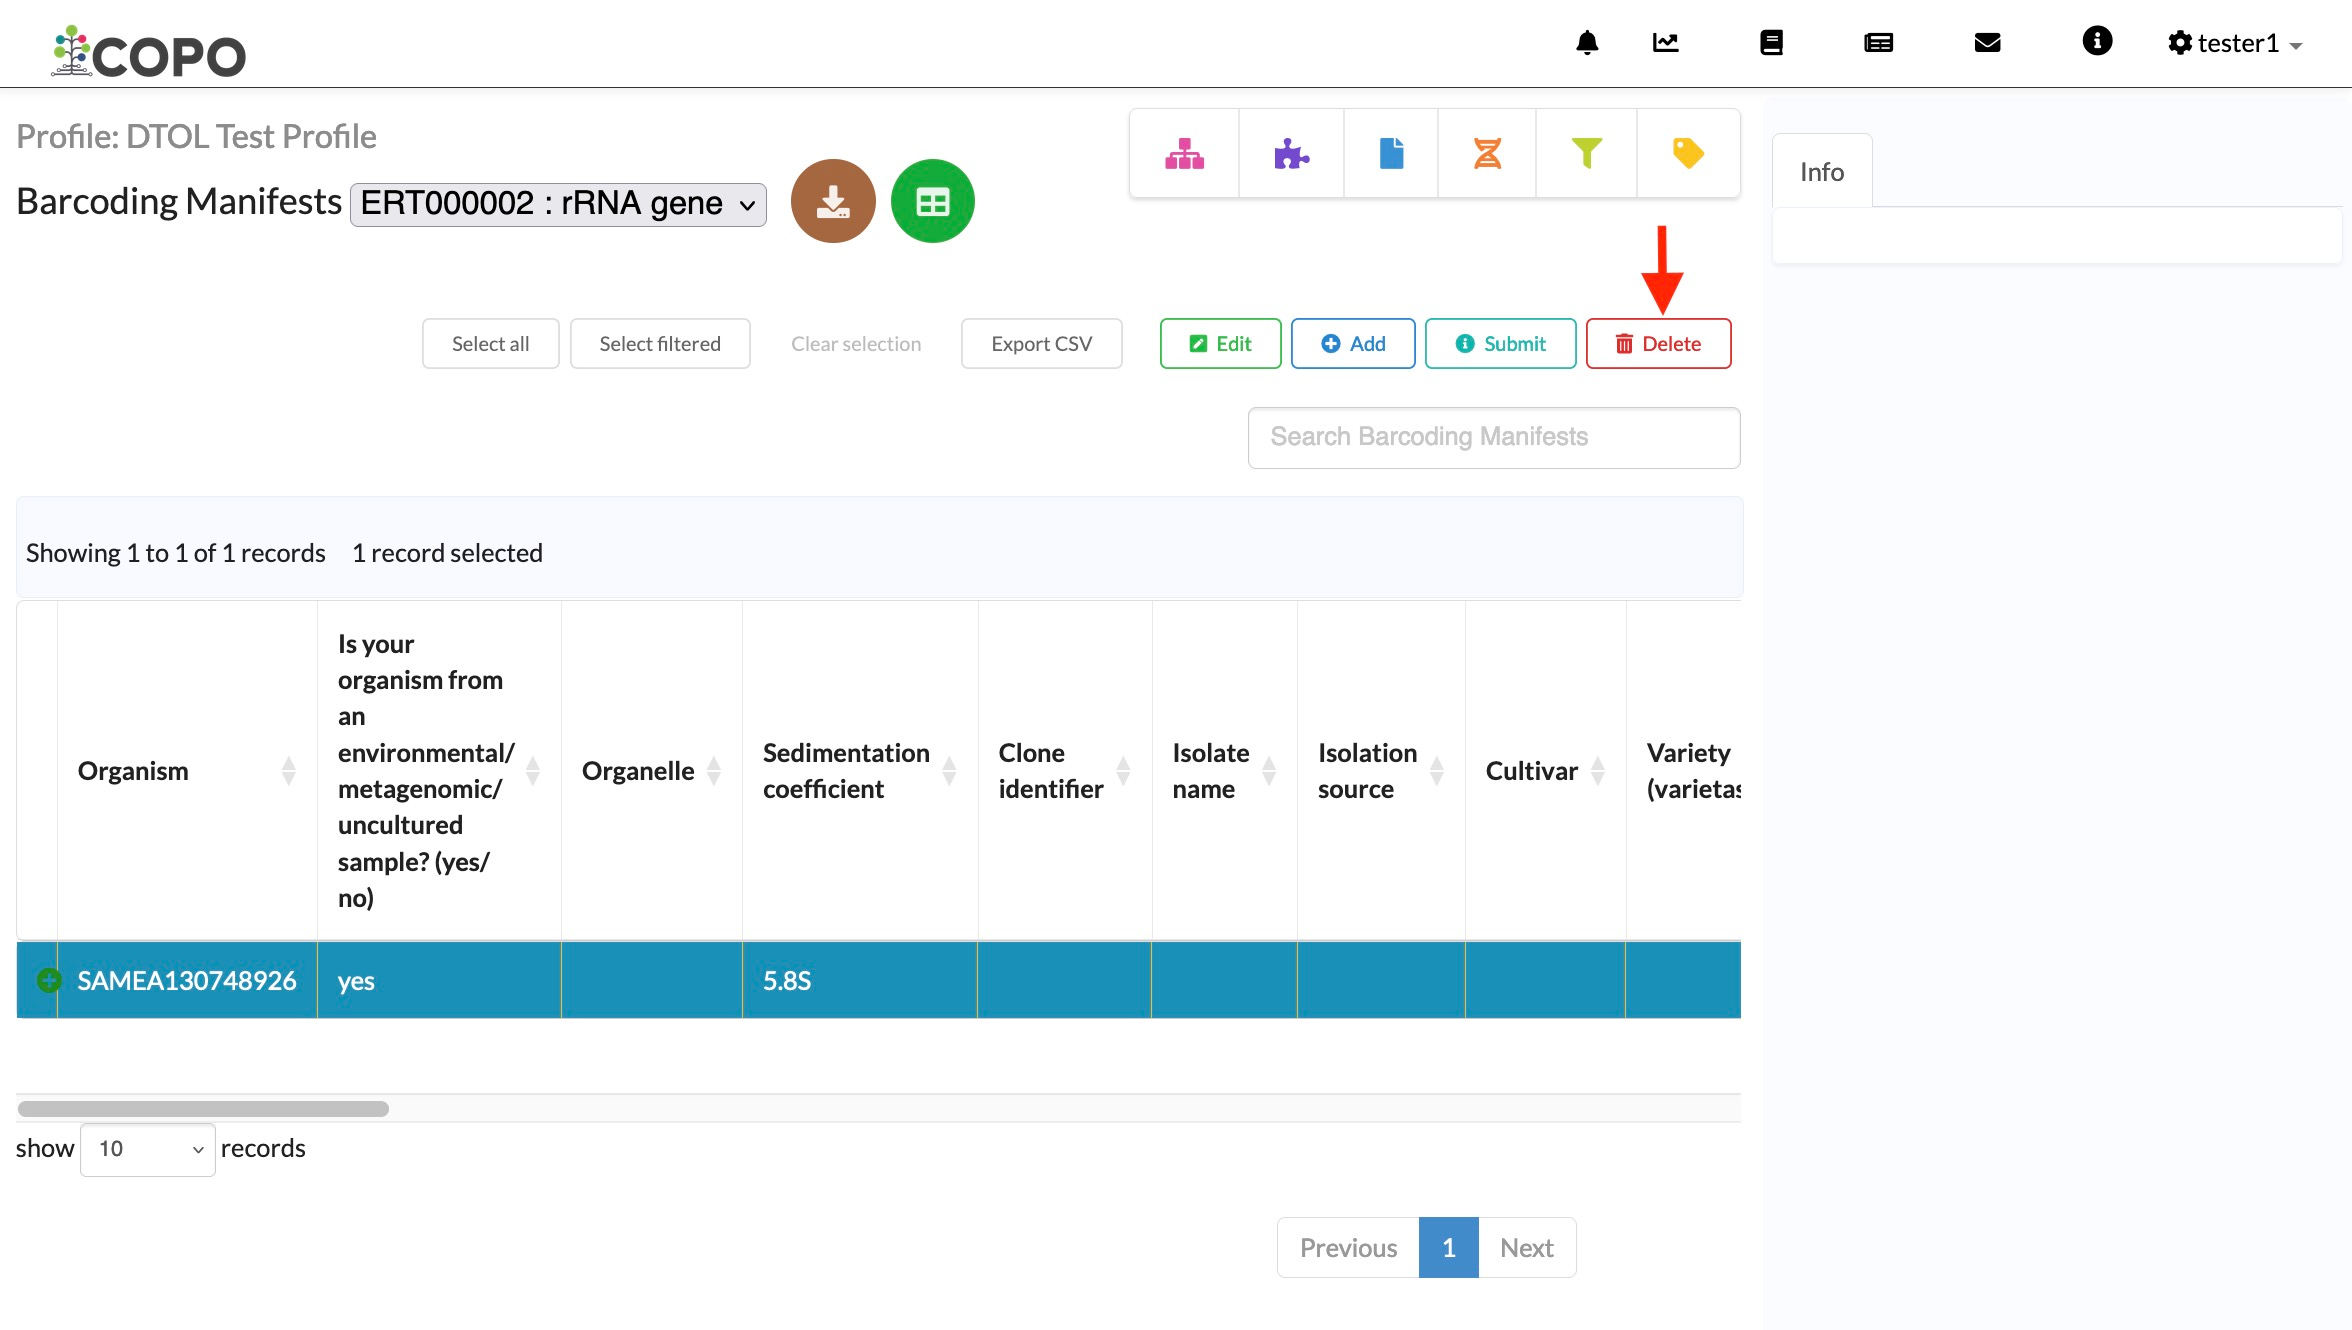 COPO
tester1
Profile: DTOL Test Profile
Barcoding Manifests ERT000002 : rRNA gene
Info
Select all Select filtered Clear selection Export CSV Edit Add Submit Delete
Search Barcoding Manifests
Showing 1 to 1 of 1 records 1 record selected
Organism
Is your
organism from
an
environmental/
metagenomic/
uncultured
sample? (yes/
no)
Organelle
Sedimentation
coefficient
Clone
identifier
Isolate
name
Isolation
source
Cultivar
Variety
(varietas
SAMEA130748926 yes 5.8S
show 10 records
Previous 1 Next